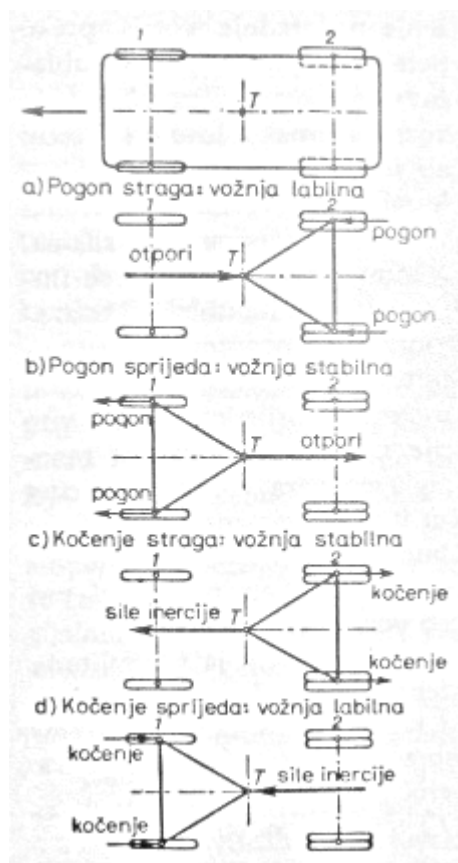 1 2
T
a) Pogon straga: vožnja labilna
1 2
otpori T pogon
pogon
b) Pogon sprijeda: vožnja stabilna
1 2
pogon T otpori
pogon
c) Kočenje straga: vožnja stabilna
1 2
sile inercije T kočenje
kočenje
d) Kočenje sprijeda: vožnja labilna
1 2
kočenje T sile inercije
kočenje